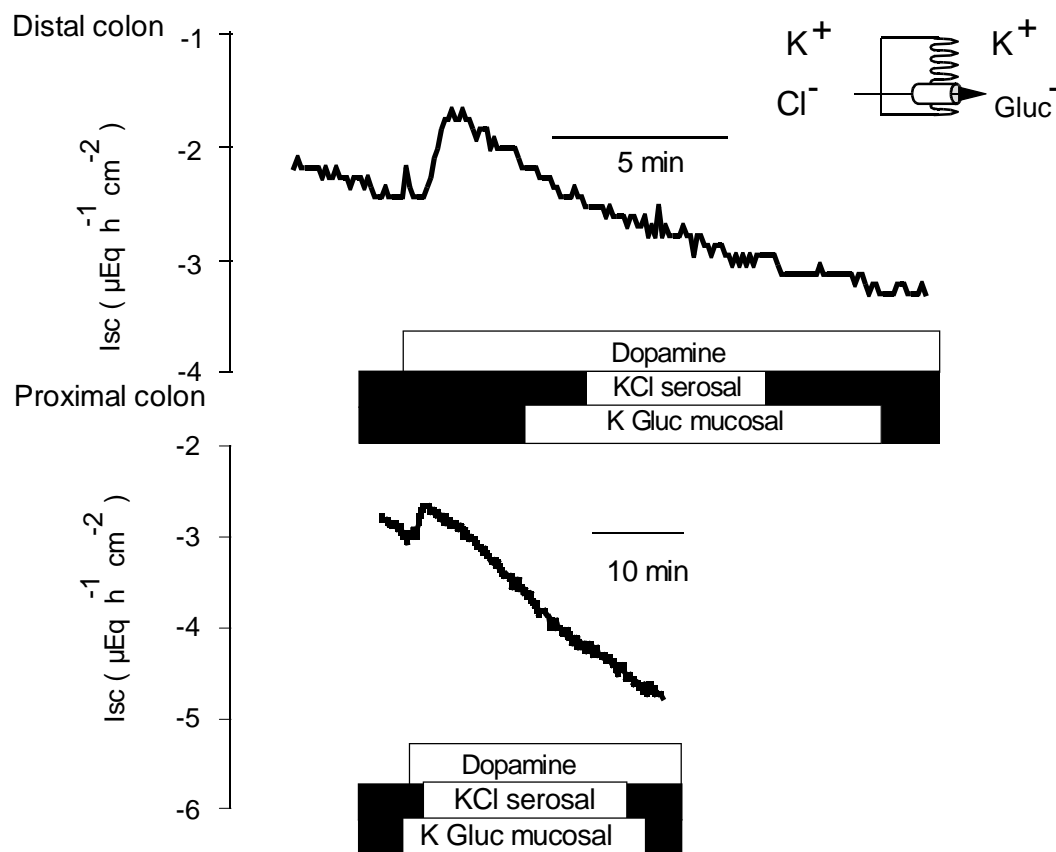 Distal colon
-1
-2
-3
-4
Isc ( µEq h-1 cm-2 )
5 min
K+ K+
Cl- Gluc-
Dopamine
KCl serosal
K Gluc mucosal
Proximal colon
-2
-3
-4
-5
-6
Isc ( µEq h-1 cm-2 )
10 min
Dopamine
KCl serosal
K Gluc mucosal